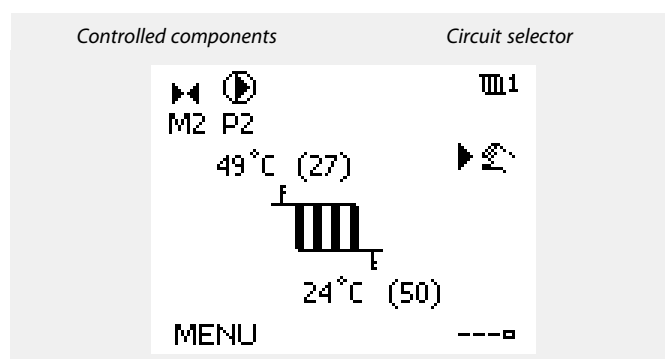 Controlled components Circuit selector
1
M2 P2
49°C (27)
24°C (50)
MENU